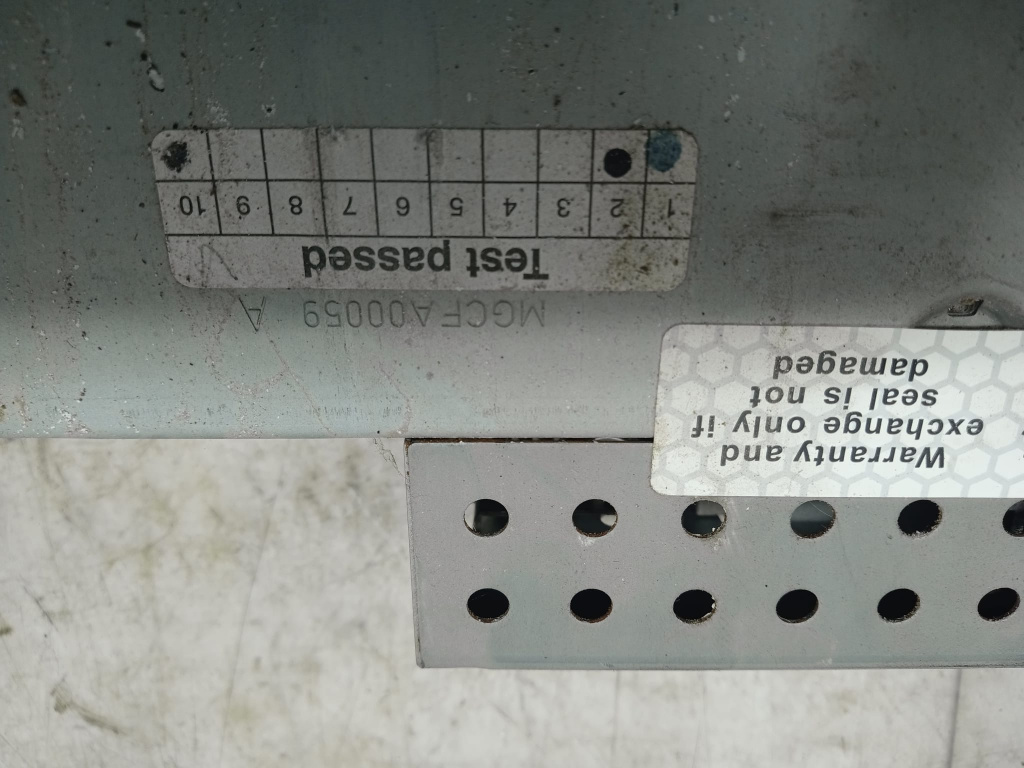 Warranty and
exchange only if
seal is not
damaged
MGCFA00059 A
Test passed
1 2 3 4 5 6 7 8 9 10